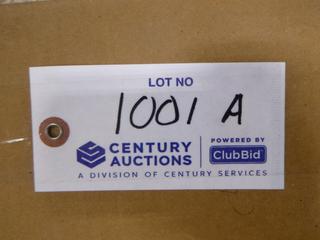 LOT NO
1001 A
CENTURY AUCTIONS
POWERED BY
ClubBid
A DIVISION OF CENTURY SERVICES